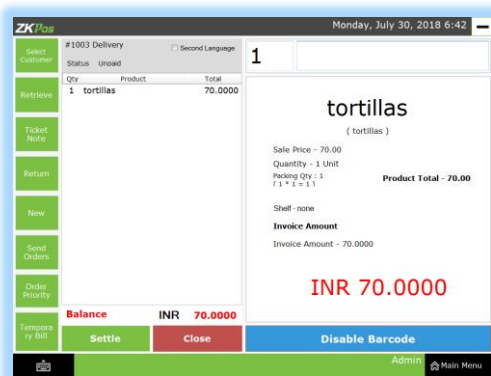 ZKPos
Monday, July 30, 2018 6:42
Select
Customer
Retrieve
Ticket
Note
Return
New
Send
Orders
Order
Priority
Tempora
ry Bill
#1003 Delivery
Second Language
Status Unpaid
Qty Product Total
1 tortillas 70.0000
Balance INR 70.0000
Settle
Close
1
tortillas
( tortillas )
Sale Price - 70.00
Quantity - 1 Unit
Packing Qty : 1
( 1 * 1 = 1 )
Product Total - 70.00
Shelf - none
Invoice Amount
Invoice Amount - 70.0000
INR 70.0000
Disable Barcode
Admin
Main Menu